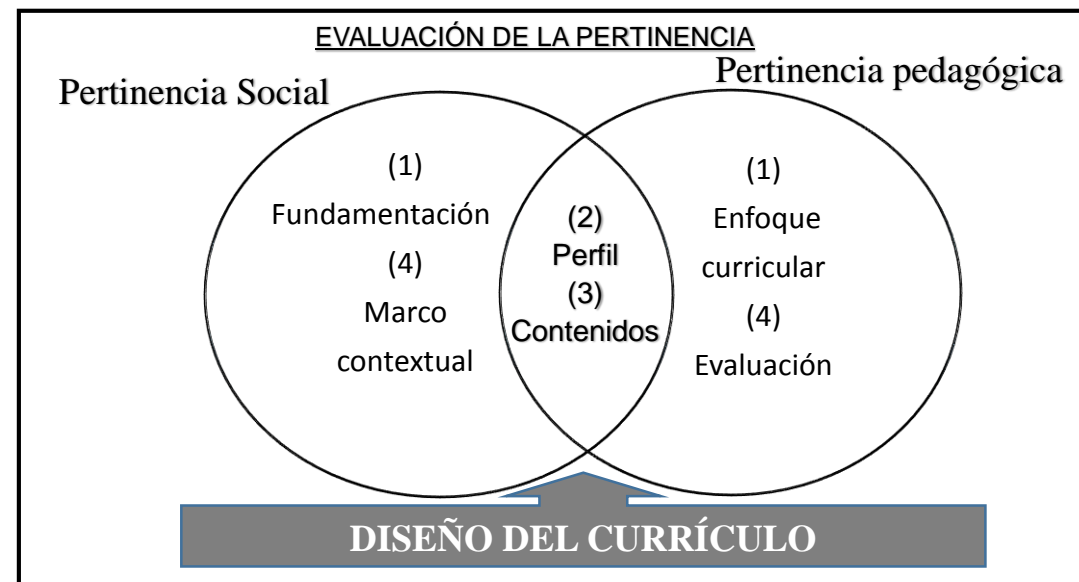 EVALUACIÓN DE LA PERTINENCIA
Pertinencia Social
Pertinencia pedagógica
(1)
Fundamentación
(4)
Marco
contextual
(2)
Perfil
(3)
Contenidos
(1)
Enfoque
curricular
(4)
Evaluación
DISEÑO DEL CURRÍCULO